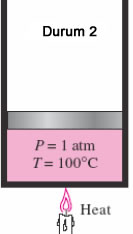 Durum 2
P = 1 atm
T = 100°C
Heat